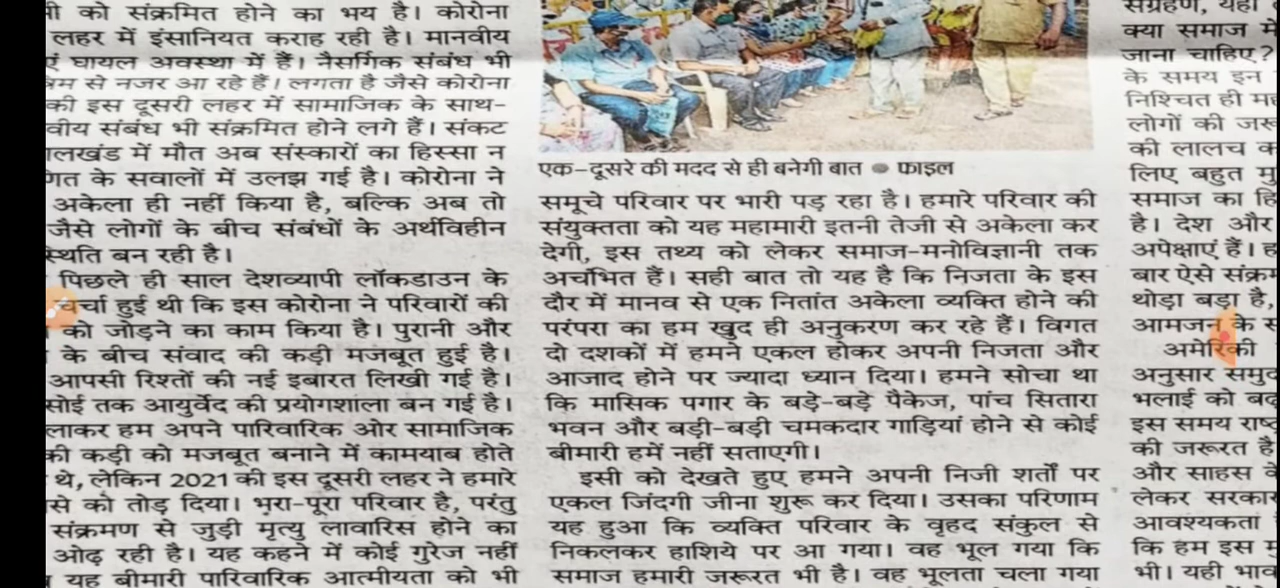 को संक्रमित होने का भय है। कोरोना
लहर में इंसानियत कराह रही है। मानवीय
घायल अवस्था में हैं। नैसर्गिक संबंध भी
से नजर आ रहे हैं। लगता है जैसे कोरोना
की इस दूसरी लहर में सामाजिक के साथ-
संबंध भी संक्रमित होने लगे हैं। संकट
में मौत अब संस्कारों का हिस्सा न
के सवालों में उलझ गई है। कोरोना ने
अकेला ही नहीं किया है, बल्कि अब तो
जैसे लोगों के बीच संबंधों के अर्थविहीन
बन रही है।
पिछले ही साल देशव्यापी लॉकडाउन के
हुई थी कि इस कोरोना ने परिवारों की
को जोड़ने का काम किया है। पुरानी और
के बीच संवाद की कड़ी मजबूत हुई है।
आपसी रिश्तों की नई इबारत लिखी गई है।
तक आयुर्वेद की प्रयोगशाला बन गई है।
हम अपने पारिवारिक ओर सामाजिक
की कड़ी को मजबूत बनाने में कामयाब होते
थे, लेकिन 2021 की इस दूसरी लहर ने हमारे
को तोड़ दिया। भरा-पूरा परिवार है, परंतु
संक्रमण से जुड़ी मृत्यु लावारिस होने का
ओढ़ रही है। यह कहने में कोई गुरेज नहीं
यह बीमारी पारिवारिक आत्मीयता को भी
एक-दूसरे की मदद से ही बनेगी बात ● फाइल
समूचे परिवार पर भारी पड़ रहा है। हमारे परिवार की
संयुक्तता को यह महामारी इतनी तेजी से अकेला कर
देगी, इस तथ्य को लेकर समाज-मनोविज्ञानी तक
अचंभित हैं। सही बात तो यह है कि निजता के इस
दौर में मानव से एक नितांत अकेला व्यक्ति होने की
परंपरा का हम खुद ही अनुकरण कर रहे हैं। विगत
दो दशकों में हमने एकल होकर अपनी निजता और
आजाद होने पर ज्यादा ध्यान दिया। हमने सोचा था
कि मासिक पगार के बड़े-बड़े पैकेज, पांच सितारा
भवन और बड़ी-बड़ी चमकदार गाड़ियां होने से कोई
बीमारी हमें नहीं सताएगी।
इसी को देखते हुए हमने अपनी निजी शर्तों पर
एकल जिंदगी जीना शुरू कर दिया। उसका परिणाम
यह हुआ कि व्यक्ति परिवार के वृहद संकुल से
निकलकर हाशिये पर आ गया। वह भूल गया कि
समाज हमारी जरूरत भी है। वह भूलता चला गया
संग्रहण, यहां
क्या समाज में
जाना चाहिए?
के समय इन
निश्चित ही
लोगों की
की लालच
लिए बहुत
समाज का
है। देश और
अपेक्षाएं हैं।
बार ऐसे
थोड़ा बड़ा है,
आमजन के
अमेरिकी
अनुसार
भलाई को
इस समय
की जरूरत है
और साहस के
लेकर
आवश्यकता
कि हम इस
भी। यही